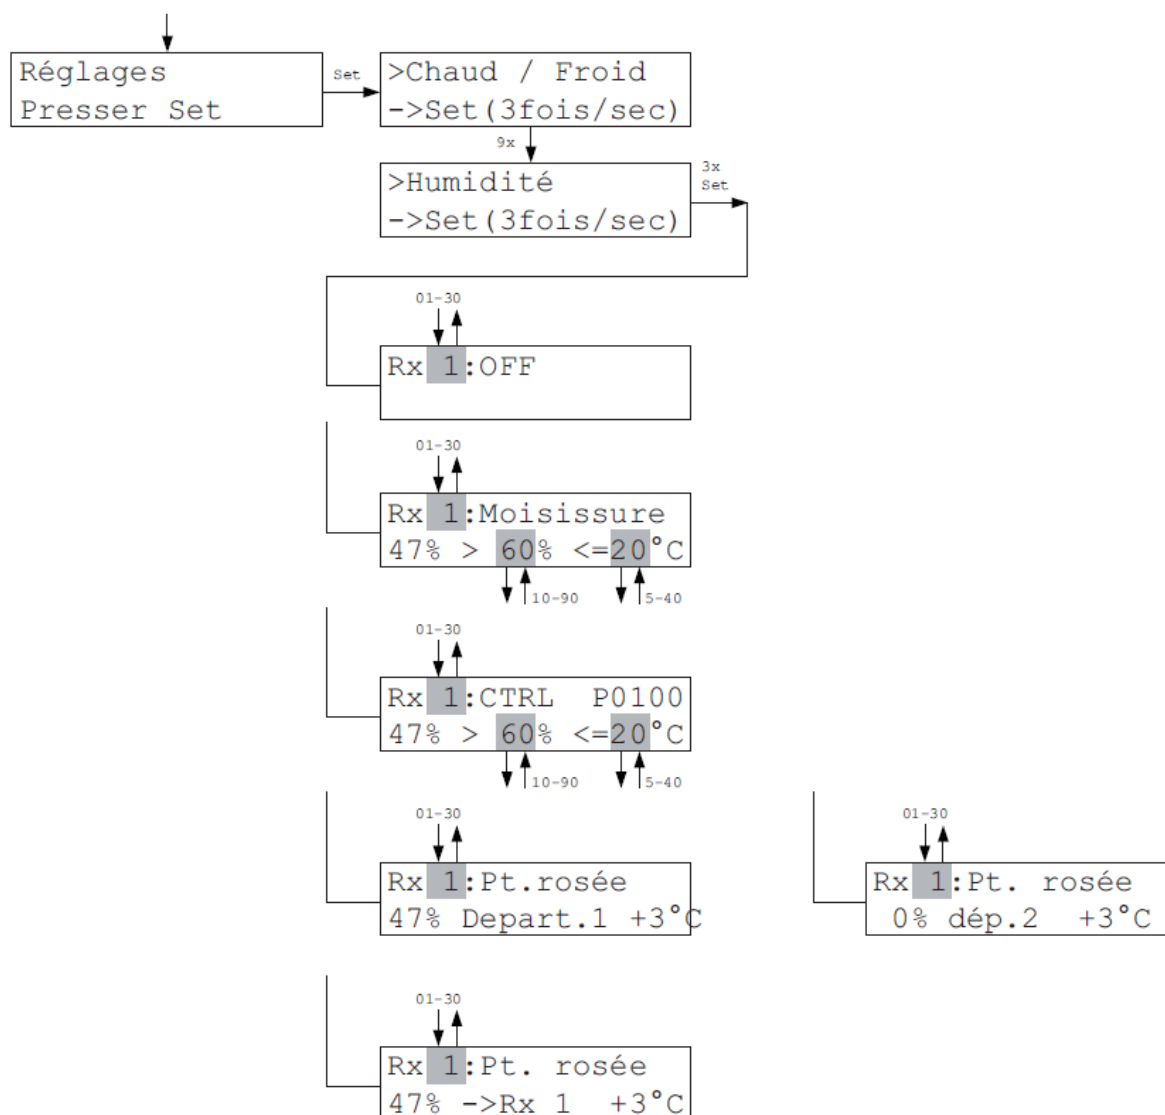 Réglages
Presser Set
Set
>Chaud / Froid
->Set(3fois/sec)
9x
>Humidité
->Set(3fois/sec)
3x
Set
01-30
Rx 1:OFF
01-30
Rx 1:Moisissure
47% > 60% <=20°C
10-90
5-40
01-30
Rx 1:CTRL P0100
47% > 60% <=20°C
10-90
5-40
01-30
Rx 1:Pt.rosée
47% Depart.1 +3°C
01-30
Rx 1:Pt. rosée
0% dép.2 +3°C
01-30
Rx 1:Pt. rosée
47% ->Rx 1 +3°C